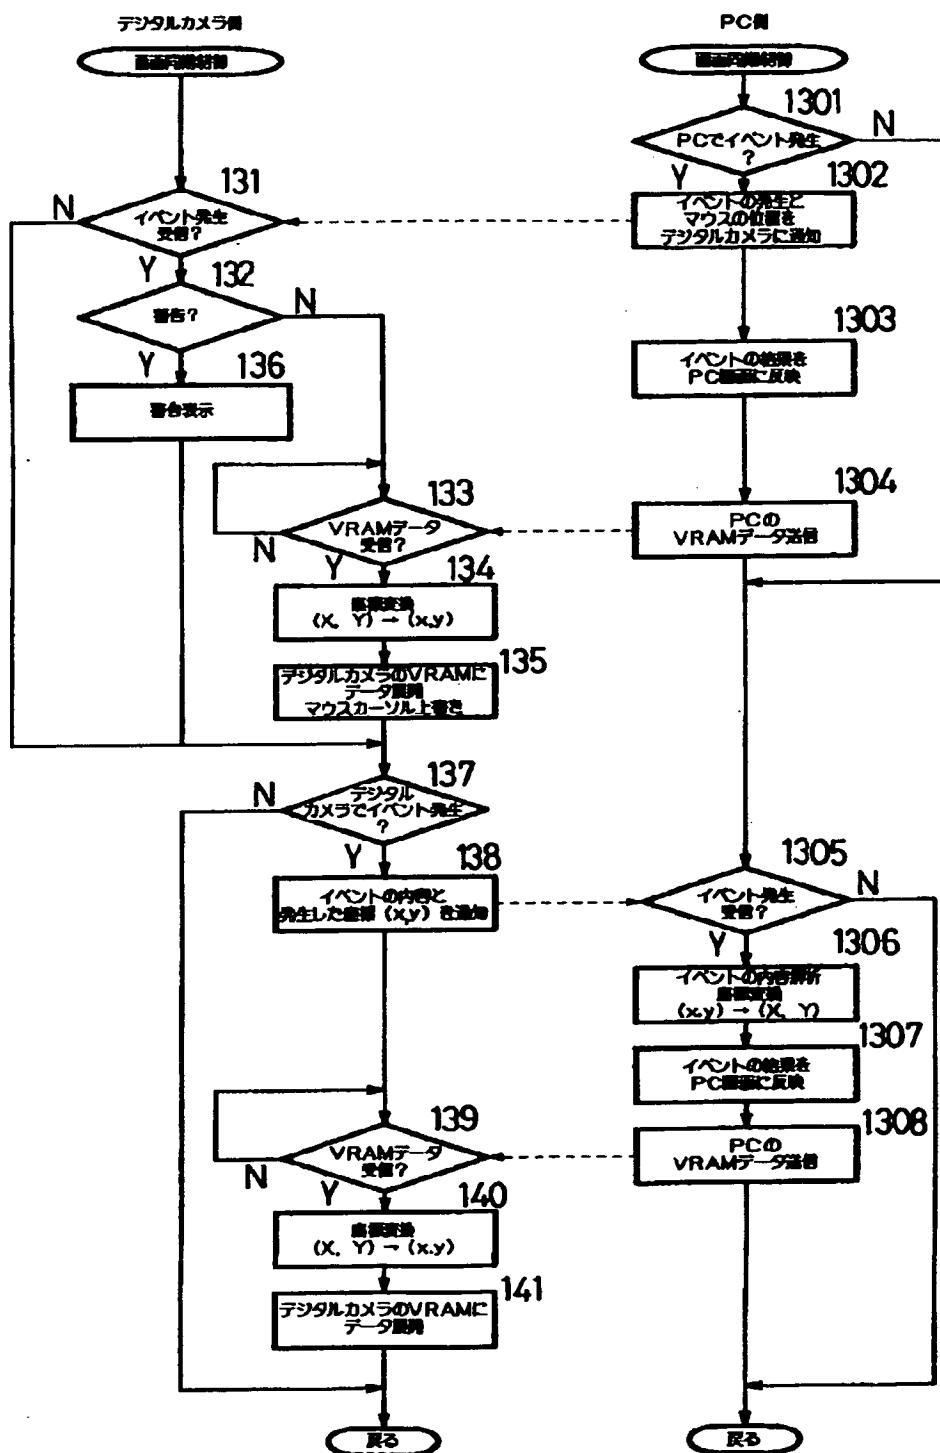 デジタルカメラ側
画面同期制御
131
イベント発生
受信？
N
Y
132
警告？
N
Y
136
警告表示
133
VRAMデータ
受信？
N
Y
134
座標変換
(X, Y) → (x,y)
135
デジタルカメラのVRAMに
データ展開
マウスカーソル上書き
137
デジタル
カメラでイベント発生
？
N
Y
138
イベントの内容と
発生した座標 (x,y) を通知
139
VRAMデータ
受信？
N
Y
140
座標変換
(X, Y) → (x,y)
141
デジタルカメラのVRAMに
データ展開
戻る
PC側
画面同期制御
1301
PCでイベント発生
？
N
Y
1302
イベントの発生と
マウスの位置を
デジタルカメラに通知
1303
イベントの結果を
PC画面に反映
1304
PCの
VRAMデータ送信
1305
イベント発生
受信？
N
Y
1306
イベントの内容解析
座標変換
(x,y) → (X, Y)
1307
イベントの結果を
PC画面に反映
1308
PCの
VRAMデータ送信
戻る